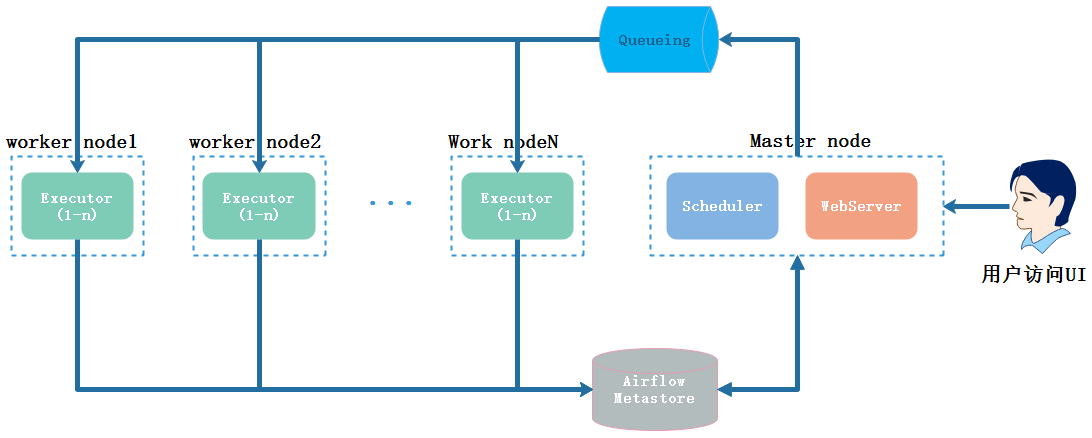 Queueing
worker node1
worker node2
Work nodeN
Master node
Executor
(1-n)
Executor
(1-n)
...
Executor
(1-n)
Scheduler
WebServer
用户访问UI
Airflow
Metastore